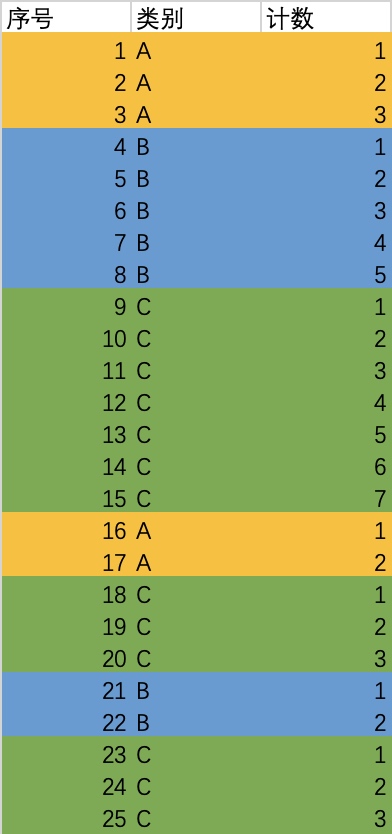 序号 类别 计数
1 A 1
2 A 2
3 A 3
4 B 1
5 B 2
6 B 3
7 B 4
8 B 5
9 C 1
10 C 2
11 C 3
12 C 4
13 C 5
14 C 6
15 C 7
16 A 1
17 A 2
18 C 1
19 C 2
20 C 3
21 B 1
22 B 2
23 C 1
24 C 2
25 C 3